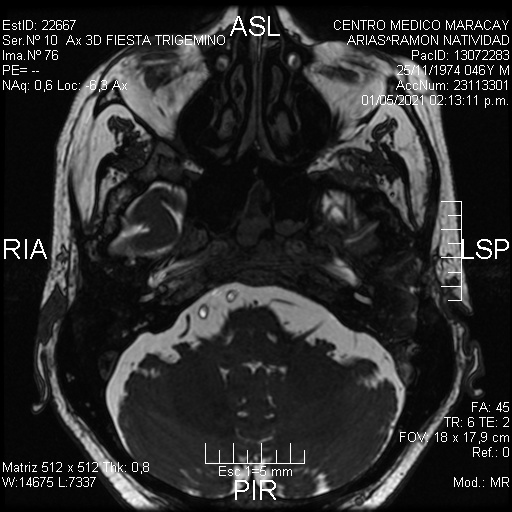 EstID: 22667
Ser.Nº 10 Ax 3D FIESTA TRIGEMINO
Ima.Nº 76
PE= --
NAq: 0,6 Loc: -6,3 Ax
ASL
CENTRO MEDICO MARACAY
ARIAS^RAMON NATIVIDAD
PacID: 13072283
25/11/1974 046Y M
AccNum: 23113301
01/05/2021 02:13:11 p.m.
RIA
LSP
FA: 45
TR: 6 TE: 2
FOV: 18 x 17,9 cm
Ref.: 0
Mod.: MR
Matriz 512 x 512 Thk: 0,8
W:14675 L:7337
Esc 1=5 mm
PIR